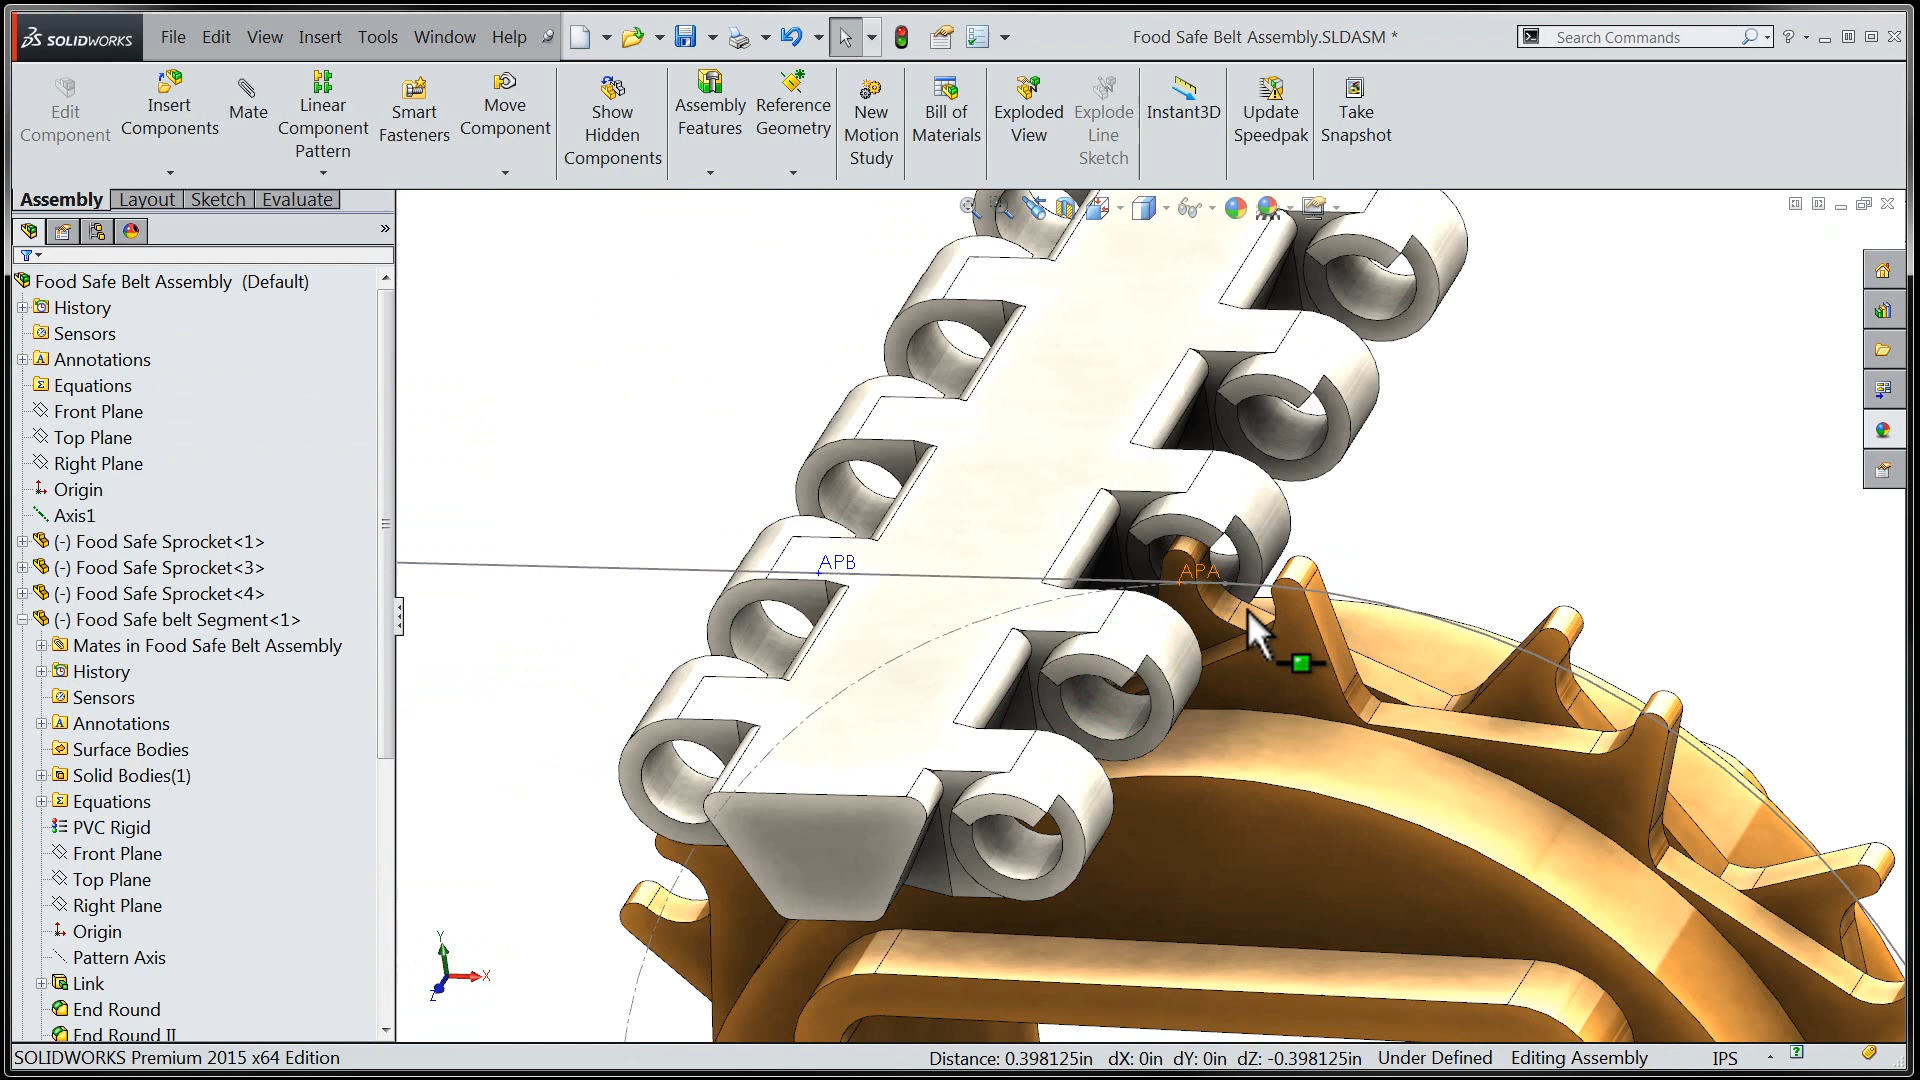 SOLIDWORKS File Edit View Insert Tools Window Help Food Safe Belt Assembly.SLDASM * Search Commands
Edit Component
Insert Components
Mate
Linear Component Pattern
Smart Fasteners
Move Component
Show Hidden Components
Assembly Features
Reference Geometry
New Motion Study
Bill of Materials
Exploded View
Explode Line Sketch
Instant3D
Update Speedpak
Take Snapshot
Assembly Layout Sketch Evaluate
Food Safe Belt Assembly (Default)
History
Sensors
Annotations
Equations
Front Plane
Top Plane
Right Plane
Origin
Axis1
(-) Food Safe Sprocket<1>
(-) Food Safe Sprocket<3>
(-) Food Safe Sprocket<4>
(-) Food Safe belt Segment<1>
Mates in Food Safe Belt Assembly
History
Sensors
Annotations
Surface Bodies
Solid Bodies(1)
Equations
PVC Rigid
Front Plane
Top Plane
Right Plane
Origin
Pattern Axis
Link
End Round
End Round II
APB
APA
Y
X
Z
SOLIDWORKS Premium 2015 x64 Edition Distance: 0.398125in dX: 0in dY: 0in dZ: -0.398125in Under Defined Editing Assembly IPS